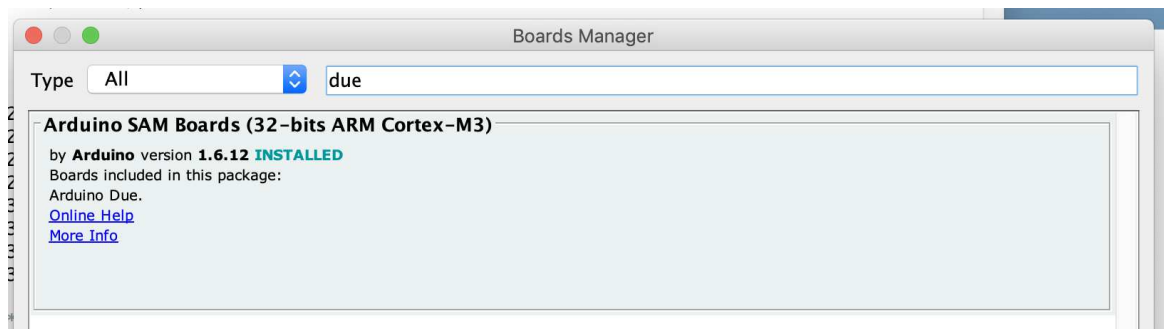 Boards Manager
Type All due
Arduino SAM Boards (32-bits ARM Cortex-M3)
by Arduino version 1.6.12 INSTALLED
Boards included in this package:
Arduino Due.
Online Help
More Info